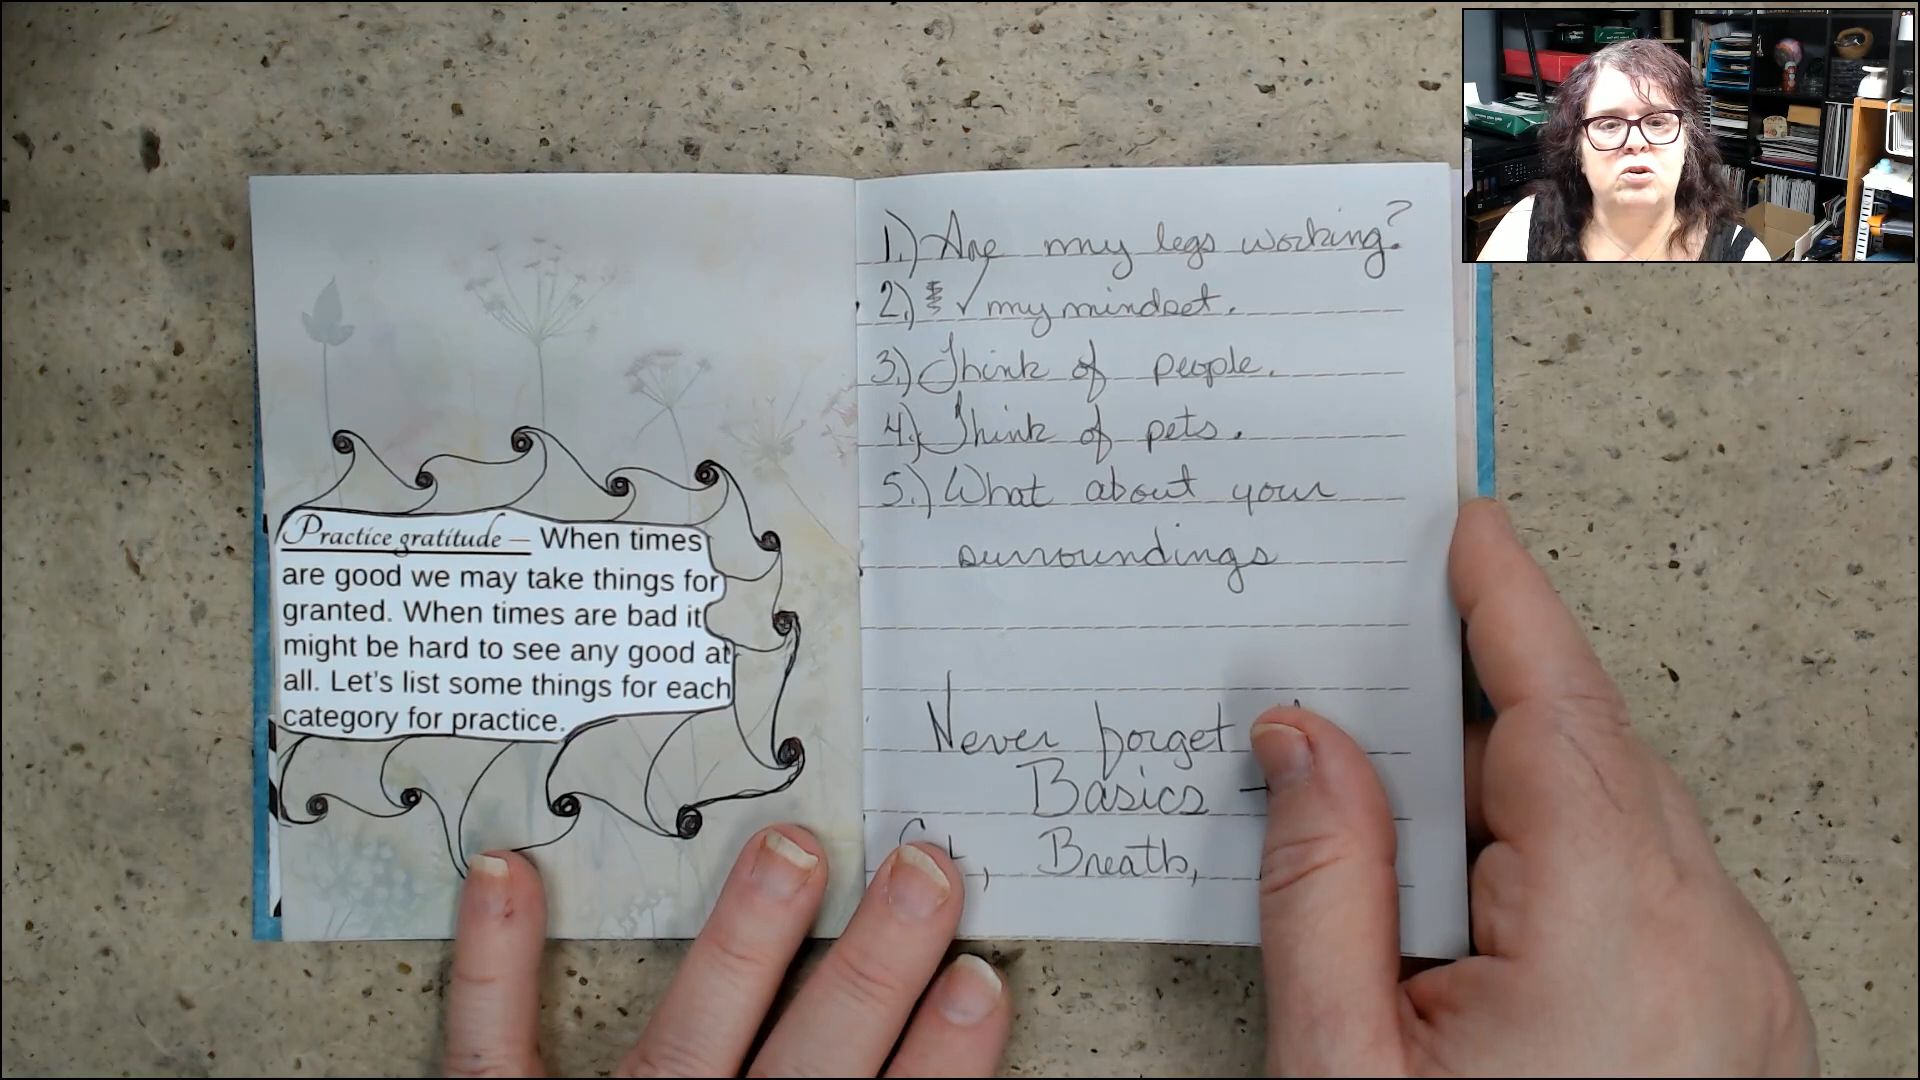 Practice gratitude — When times
are good we may take things for
granted. When times are bad it
might be hard to see any good at
all. Let's list some things for each
category for practice.
1.) Are my legs working?
2.) ✓ my mindset.
3.) Think of people.
4.) Think of pets.
5.) What about your
surroundings
Never forget
Basics -
Breath,